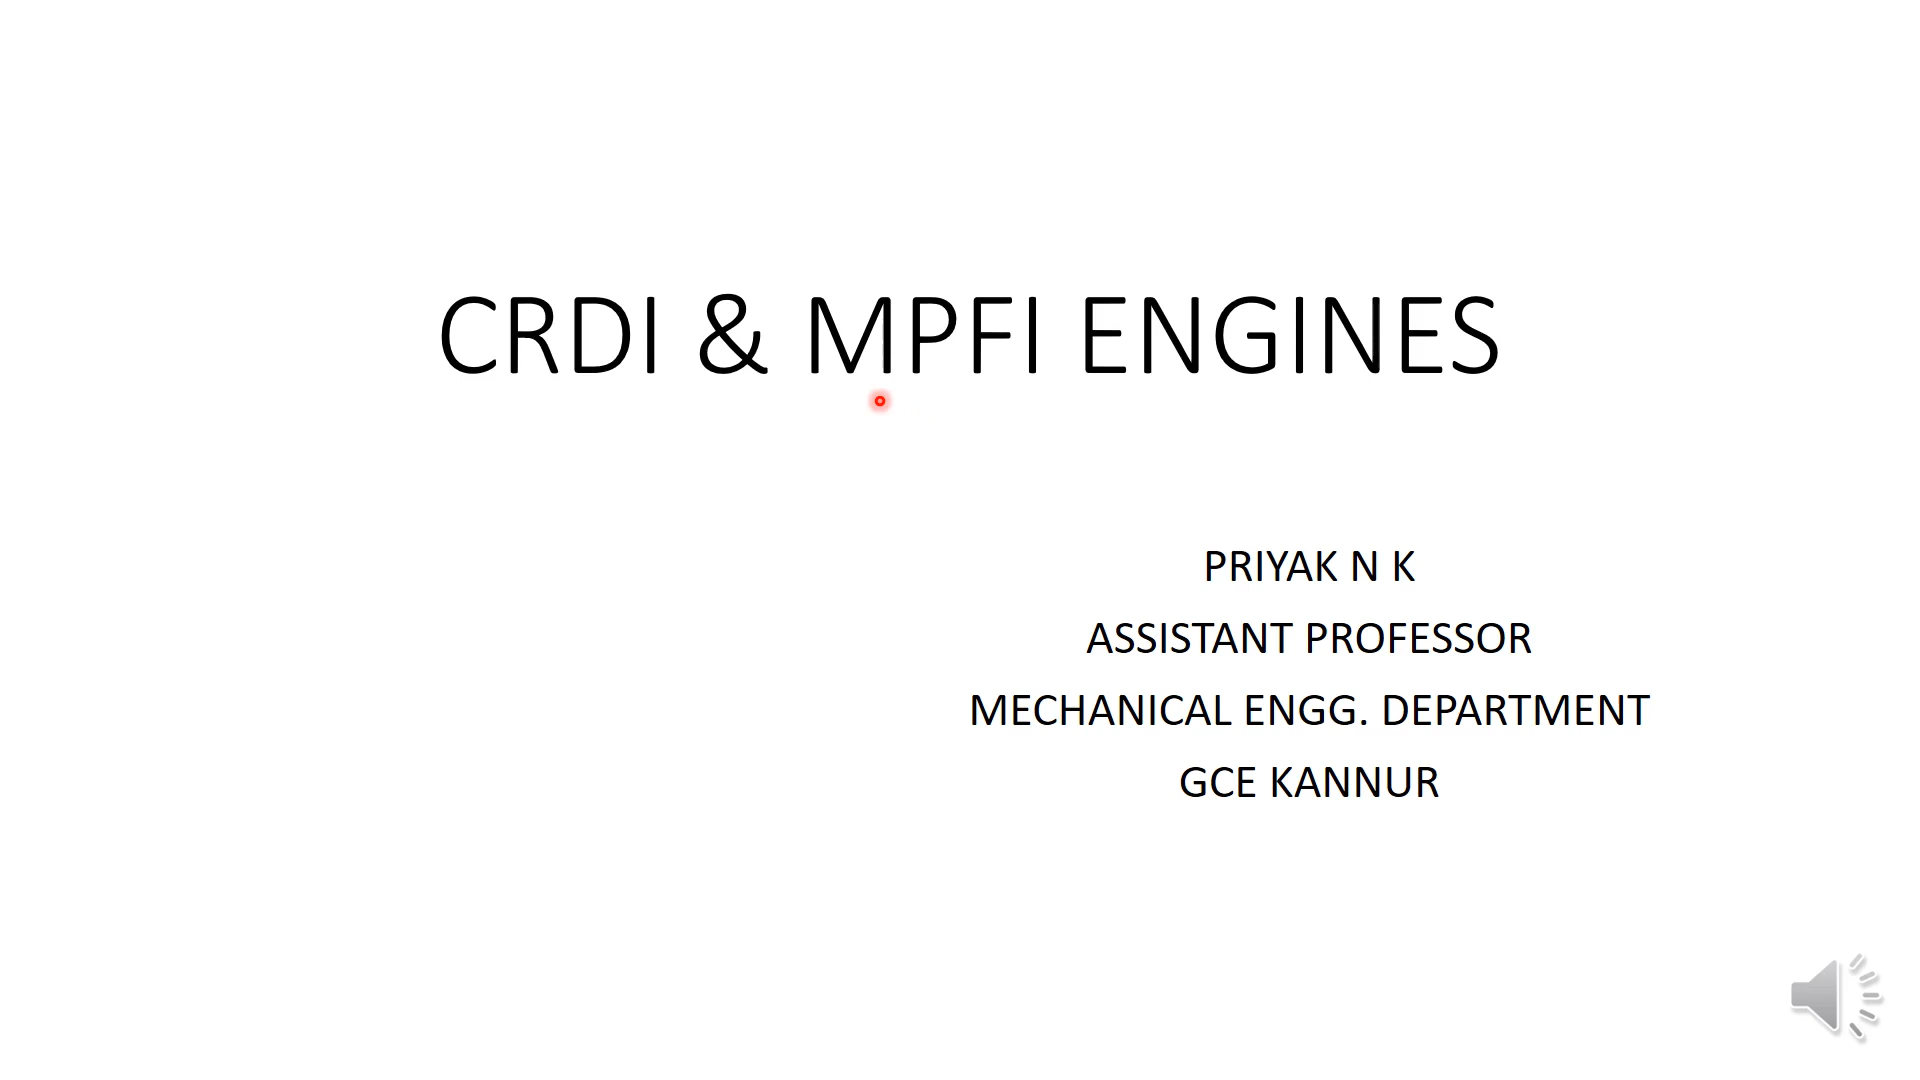 CRDI & MPFI ENGINES
PRIYAK N K
ASSISTANT PROFESSOR
MECHANICAL ENGG. DEPARTMENT
GCE KANNUR